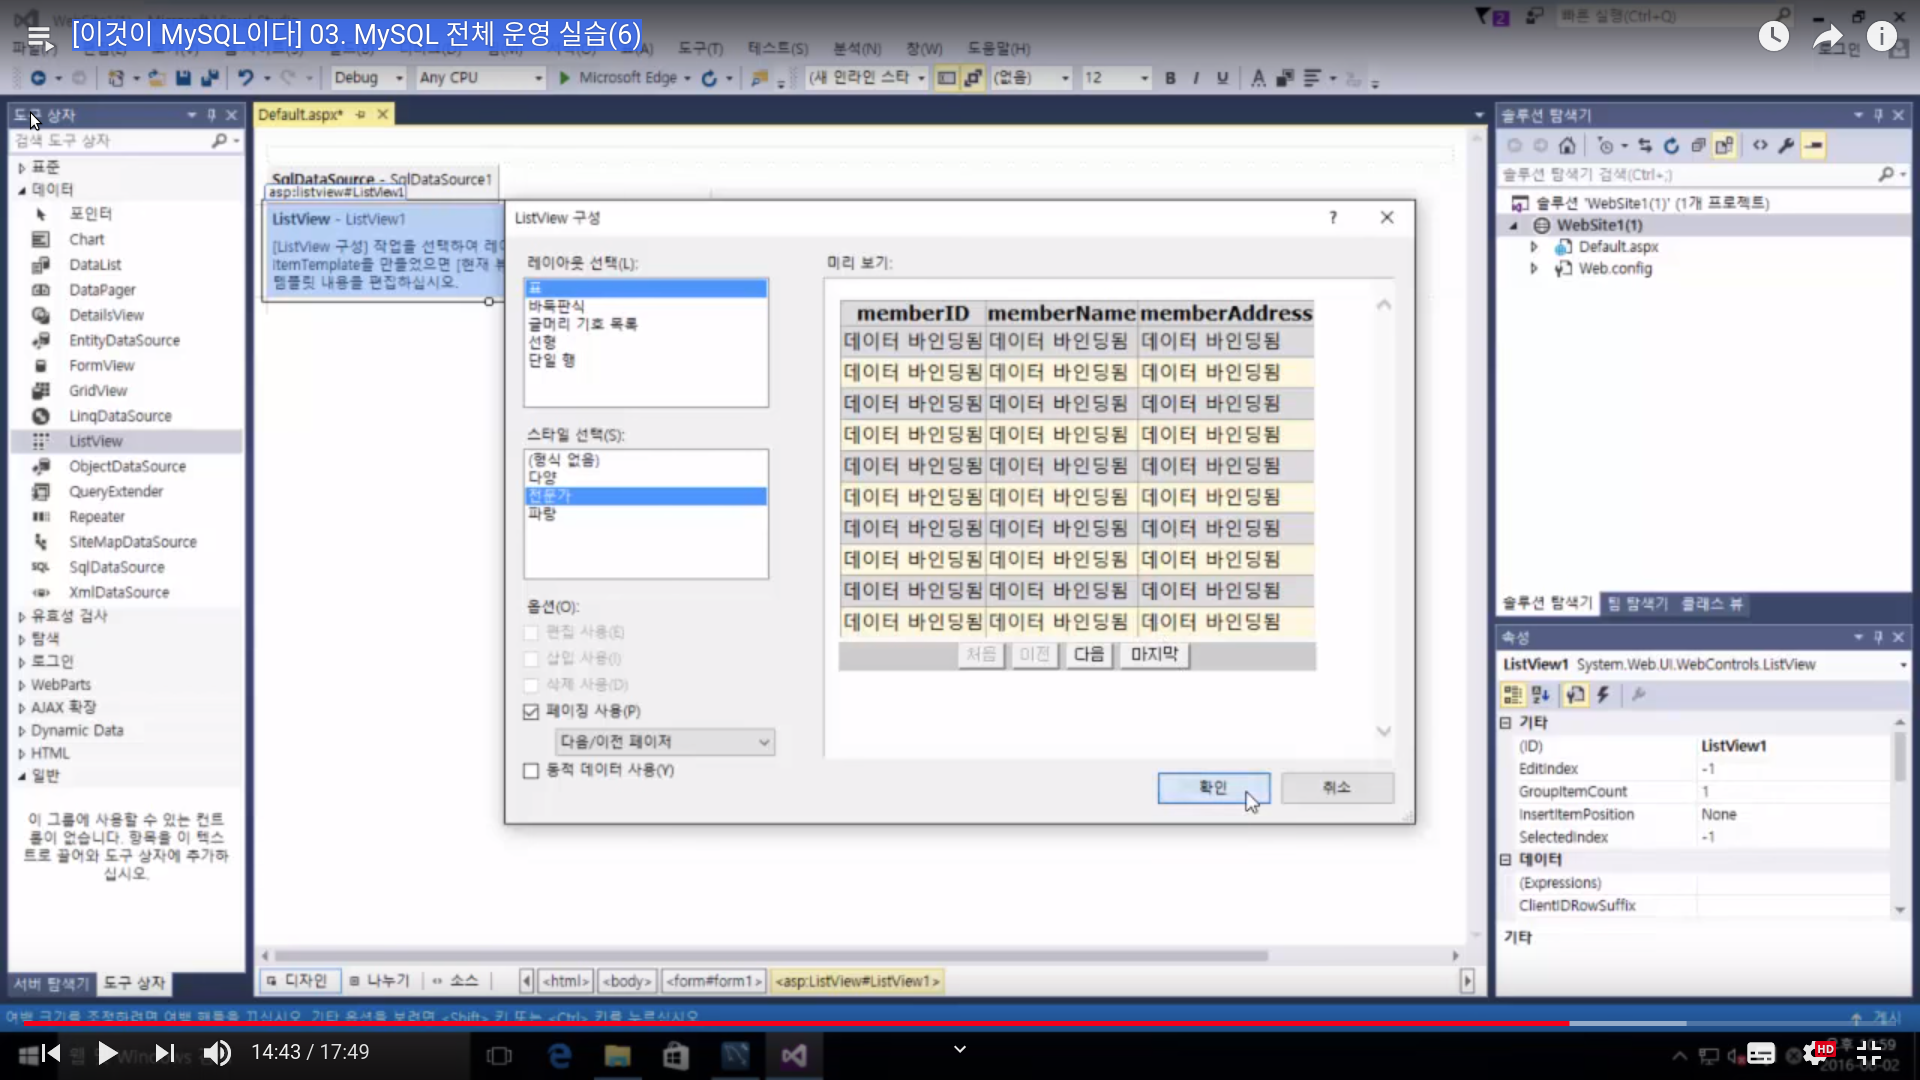 [이것이 MySQL이다] 03. MySQL 전체 운영 실습(6)
2
빠른 실행(Ctrl+Q)
도구(T) 테스트(S) 분석(N) 창(W) 도움말(H)
로그인
Debug Any CPU Microsoft Edge (새 인라인 스타 (없음) 12 B I U A
도구 상자
검색 도구 상자
표준
데이터
포인터
Chart
DataList
DataPager
DetailsView
EntityDataSource
FormView
GridView
LinqDataSource
ListView
ObjectDataSource
QueryExtender
Repeater
SiteMapDataSource
SQL SqlDataSource
XmlDataSource
유효성 검사
탐색
로그인
WebParts
AJAX 확장
Dynamic Data
HTML
일반
이 그룹에 사용할 수 있는 컨트
롤이 없습니다. 항목을 이 텍스
트로 끌어와 도구 상자에 추가하
십시오.
서버 탐색기 도구 상자
Default.aspx*
SqlDataSource - SqlDataSource1
asp:listview#ListView1
ListView - ListView1
[ListView 구성] 작업을 선택하여 레이
ItemTemplate을 만들었으면 [현재 뷰
템플릿 내용을 편집하십시오.
ListView 구성
?
레이아웃 선택(L):
표
바둑판식
글머리 기호 목록
선형
단일 행
스타일 선택(S):
(형식 없음)
다양
전문가
파랑
옵션(O):
편집 사용(E)
삽입 사용(I)
삭제 사용(D)
페이징 사용(P)
다음/이전 페이저
동적 데이터 사용(Y)
미리 보기:
memberID memberName memberAddress
데이터 바인딩됨 데이터 바인딩됨 데이터 바인딩됨
데이터 바인딩됨 데이터 바인딩됨 데이터 바인딩됨
데이터 바인딩됨 데이터 바인딩됨 데이터 바인딩됨
데이터 바인딩됨 데이터 바인딩됨 데이터 바인딩됨
데이터 바인딩됨 데이터 바인딩됨 데이터 바인딩됨
데이터 바인딩됨 데이터 바인딩됨 데이터 바인딩됨
데이터 바인딩됨 데이터 바인딩됨 데이터 바인딩됨
데이터 바인딩됨 데이터 바인딩됨 데이터 바인딩됨
데이터 바인딩됨 데이터 바인딩됨 데이터 바인딩됨
데이터 바인딩됨 데이터 바인딩됨 데이터 바인딩됨
처음 이전 다음 마지막
확인 취소
디자인 나누기 소스 <html> <body> <form#form1> <asp:ListView#ListView1>
솔루션 탐색기
솔루션 탐색기 검색(Ctrl+;)
솔루션 'WebSite1(1)' (1개 프로젝트)
WebSite1(1)
Default.aspx
Web.config
솔루션 탐색기 팀 탐색기 클래스 뷰
속성
ListView1 System.Web.UI.WebControls.ListView
기타
(ID) ListView1
EditIndex -1
GroupItemCount 1
InsertItemPosition None
SelectedIndex -1
데이터
(Expressions)
ClientIDRowSuffix
기타
여백 크기를 조정하려면 여백 핸들을 끄십시오. 기타 옵션을 보려면 <Shift> 키 또는 <Ctrl> 키를 누르십시오.
게시
14:43 / 17:49
HD